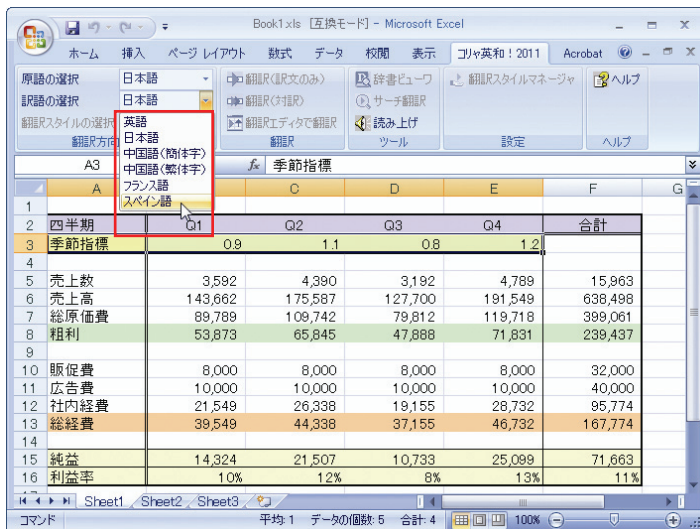 Book1.xls [互換モード] - Microsoft Excel
ホーム 挿入 ページ レイアウト 数式 データ 校閲 表示 コリャ英和！2011 Acrobat
原語の選択 日本語 翻訳(訳文のみ) 辞書ビューワ 翻訳スタイルマネージャ ヘルプ
訳語の選択 日本語 翻訳(対訳) サーチ翻訳
翻訳スタイルの選択 翻訳エディタで翻訳 読み上げ
翻訳方向 翻訳 ツール 設定 ヘルプ
英語
日本語
中国語(簡体字)
中国語(繁体字)
フランス語
スペイン語
A3 fx 季節指標
A C D E F G
1
2 四半期 Q1 Q2 Q3 Q4 合計
3 季節指標 0.9 1.1 0.8 1.2
4
5 売上数 3,592 4,390 3,192 4,789 15,963
6 売上高 143,662 175,587 127,700 191,549 638,498
7 総原価費 89,789 109,742 79,812 119,718 399,061
8 粗利 53,873 65,845 47,888 71,831 239,437
9
10 販促費 8,000 8,000 8,000 8,000 32,000
11 広告費 10,000 10,000 10,000 10,000 40,000
12 社内経費 21,549 26,338 19,155 28,732 95,774
13 総経費 39,549 44,338 37,155 46,732 167,774
14
15 純益 14,324 21,507 10,733 25,099 71,663
16 利益率 10% 12% 8% 13% 11%
Sheet1 Sheet2 Sheet3
コマンド 平均: 1 データの個数: 5 合計: 4 100%